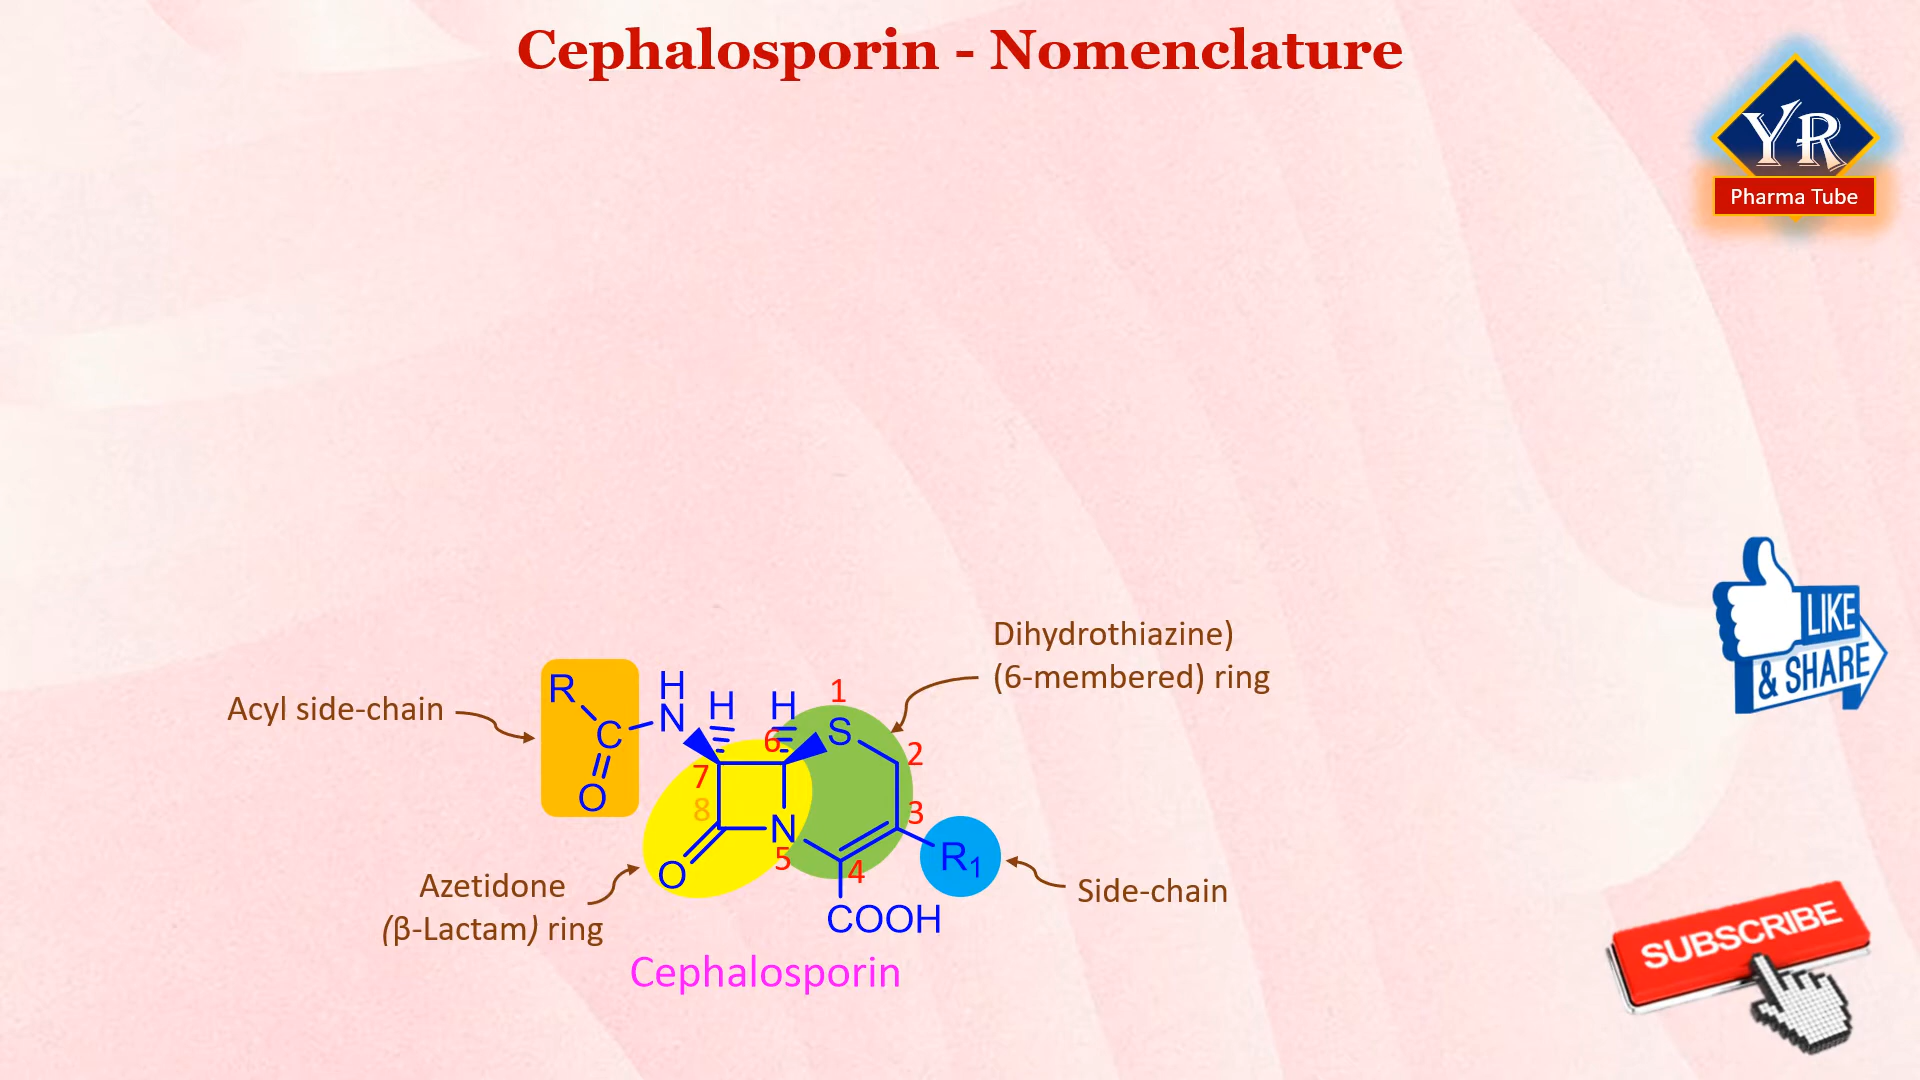 Cephalosporin - Nomenclature
YR
Pharma Tube
LIKE
& SHARE
Dihydrothiazine)
(6-membered) ring
Acyl side-chain
R
C
O
H
N
H
H
1
S
6
2
7
8
3
N
5
4
O
R1
COOH
Azetidone
(β-Lactam) ring
Side-chain
Cephalosporin
SUBSCRIBE